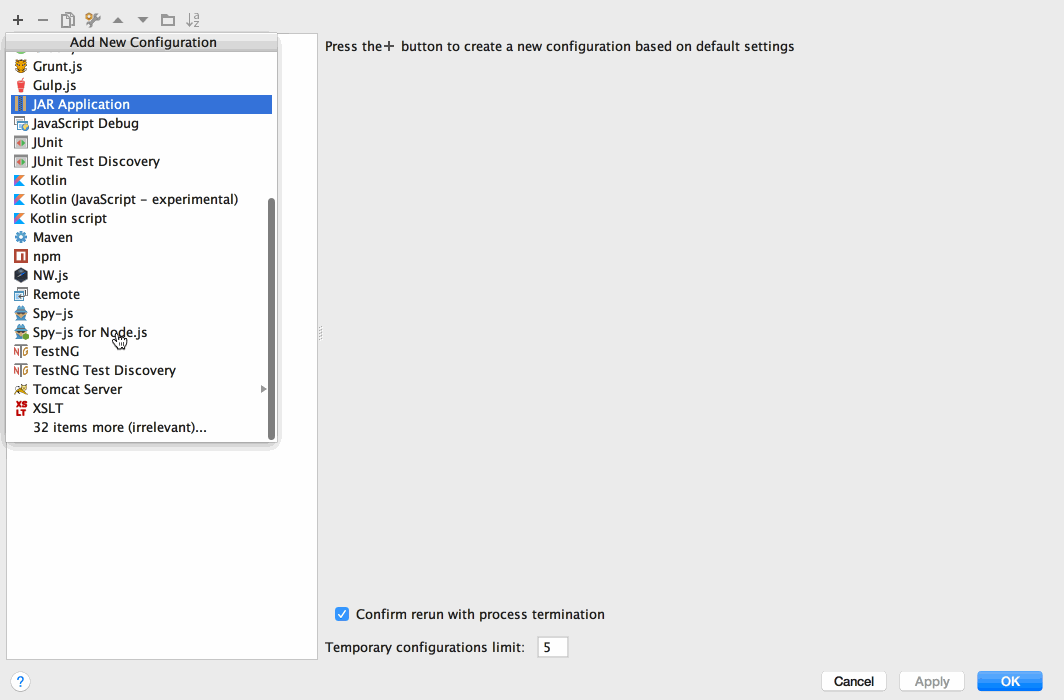 Add New Configuration
Press the + button to create a new configuration based on default settings
Grunt.js
Gulp.js
JAR Application
JavaScript Debug
JUnit
JUnit Test Discovery
Kotlin
Kotlin (JavaScript – experimental)
Kotlin script
Maven
npm
NW.js
Remote
Spy-js
Spy-js for Node.js
TestNG
TestNG Test Discovery
Tomcat Server
XSLT
32 items more (irrelevant)...
Confirm rerun with process termination
Temporary configurations limit: 5
? Cancel Apply OK